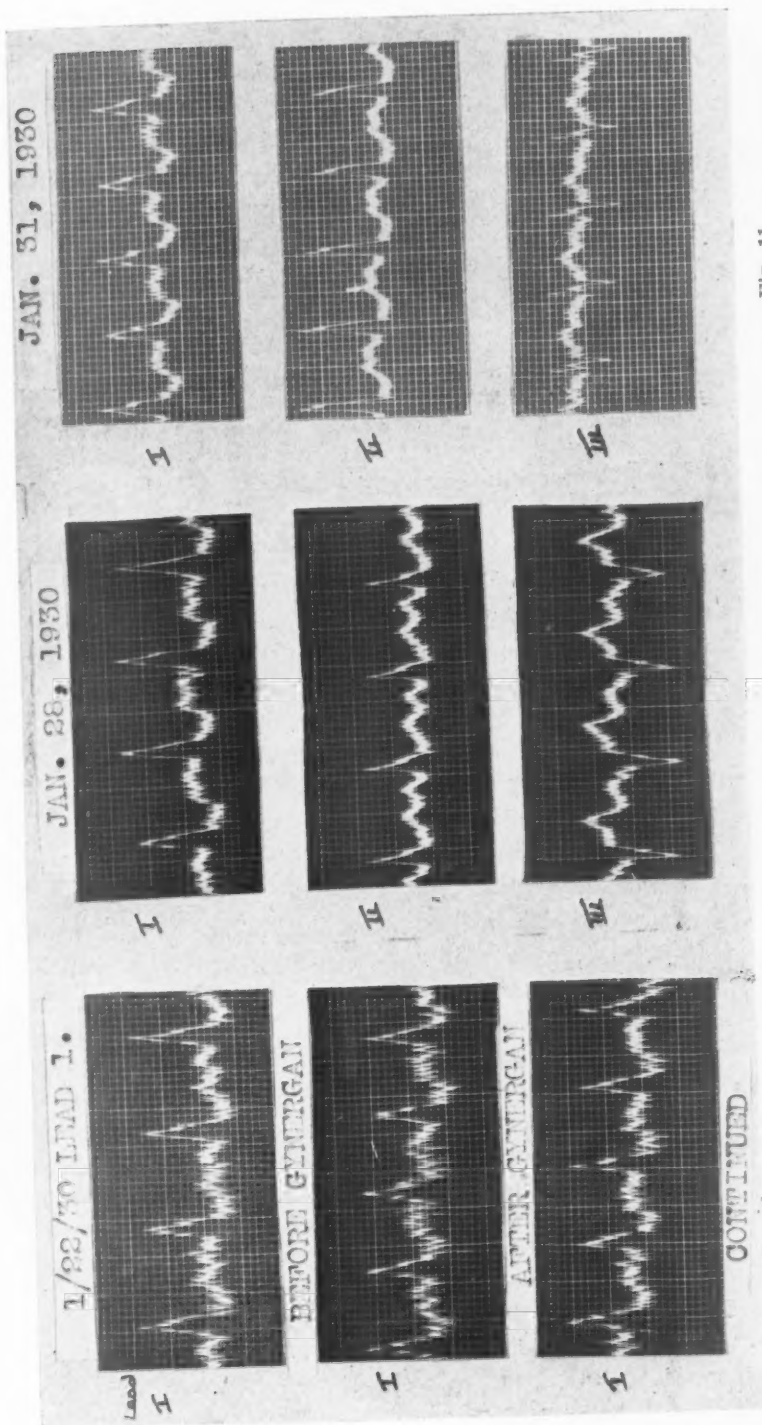 1/22/30 LEAD 1.
Lead
I
BEFORE GYNERGAN
I
AFTER GYNERGAN
I
CONTINUED
JAN. 28, 1930
I
II
III
JAN. 31, 1930
I
II
III